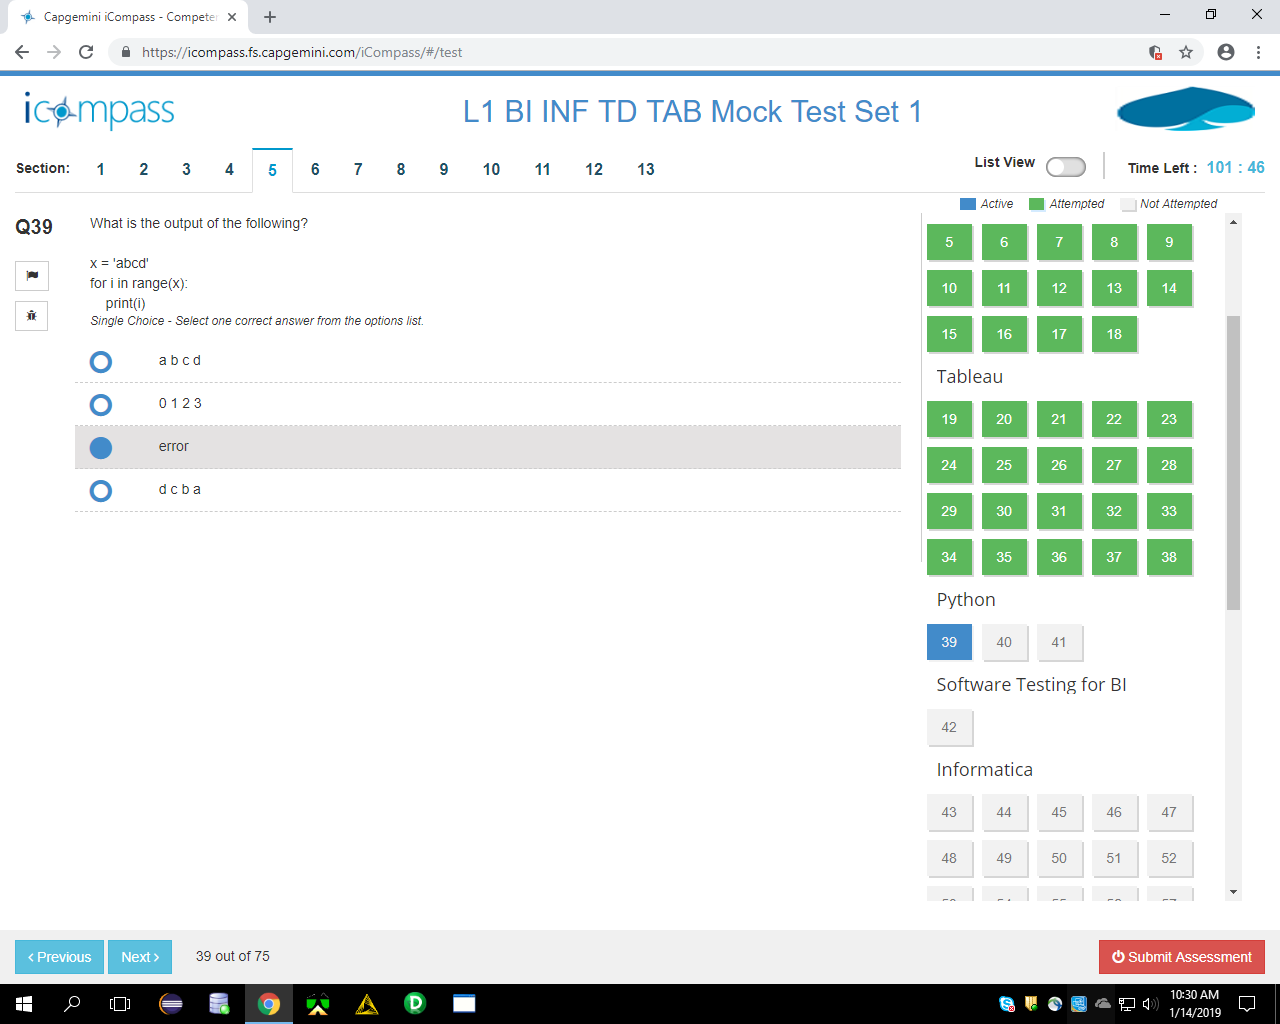 Capgemini iCompass - Competer
https://icompass.fs.capgemini.com/iCompass/#/test
icompass
L1 BI INF TD TAB Mock Test Set 1
Section: 1 2 3 4 5 6 7 8 9 10 11 12 13
List View
Time Left : 101 : 46
Active Attempted Not Attempted
Q39
What is the output of the following?
x = 'abcd'
for i in range(x):
print(i)
Single Choice - Select one correct answer from the options list.
a b c d
0 1 2 3
error
d c b a
5 6 7 8 9
10 11 12 13 14
15 16 17 18
Tableau
19 20 21 22 23
24 25 26 27 28
29 30 31 32 33
34 35 36 37 38
Python
39 40 41
Software Testing for BI
42
Informatica
43 44 45 46 47
48 49 50 51 52
‹ Previous
Next ›
39 out of 75
Submit Assessment
10:30 AM
1/14/2019